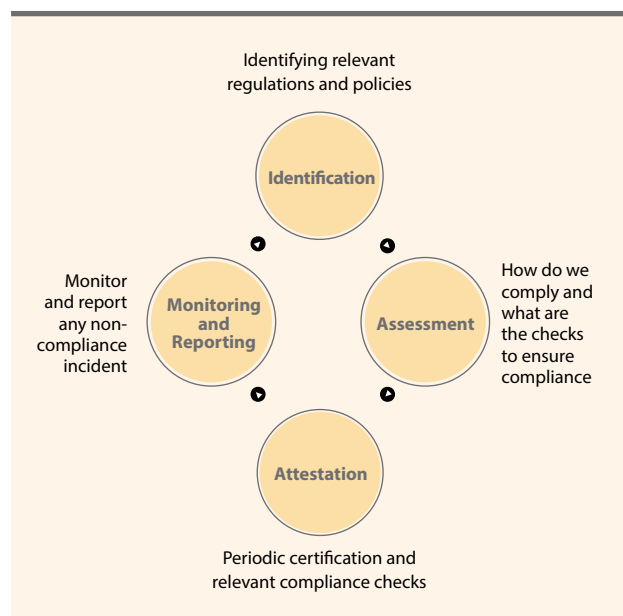 Identifying relevant
regulations and policies
Identification
How do we
comply and
what are
the checks
to ensure
compliance
Assessment
Monitor
and report
any non-
compliance
incident
Monitoring
and
Reporting
Attestation
Periodic certification and
relevant compliance checks